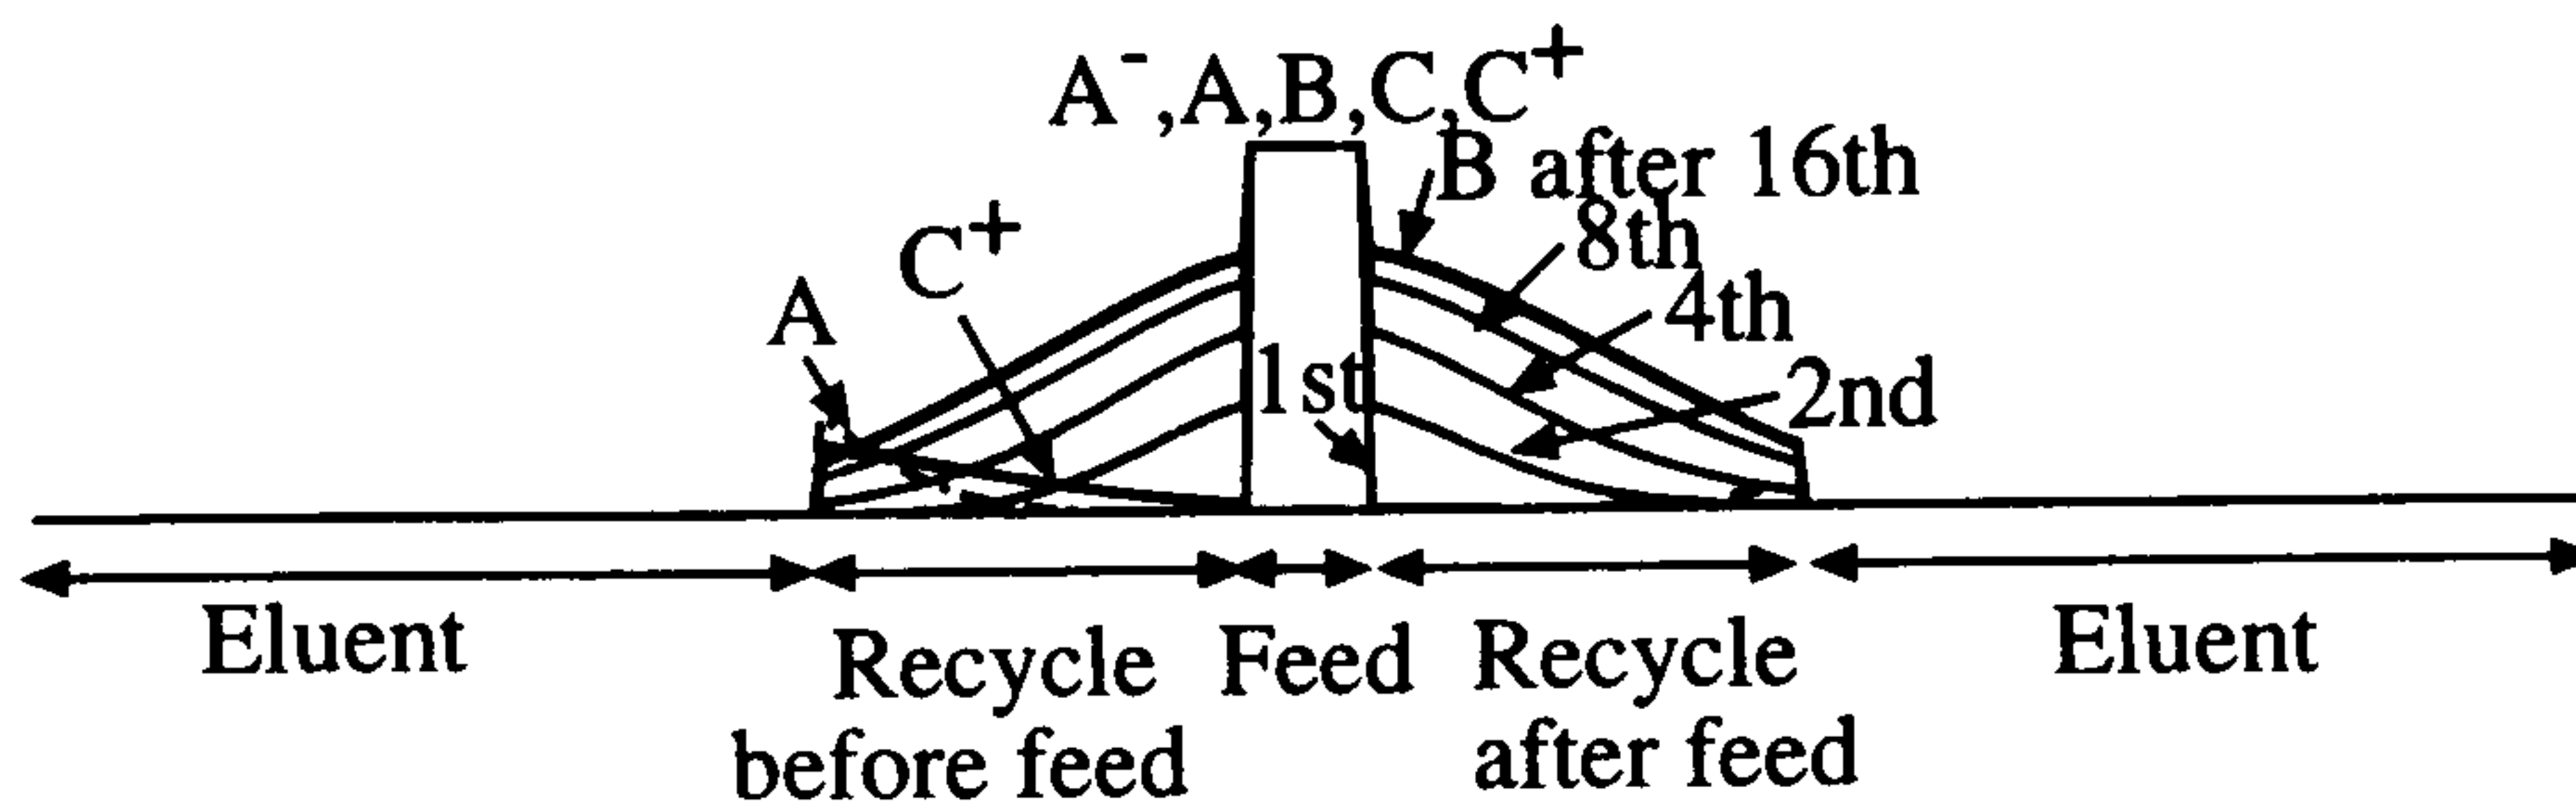 A⁻,A,B,C,C⁺
B after 16th
8th
C⁺
4th
A
1st
2nd
Eluent
Recycle before feed
Feed
Recycle after feed
Eluent